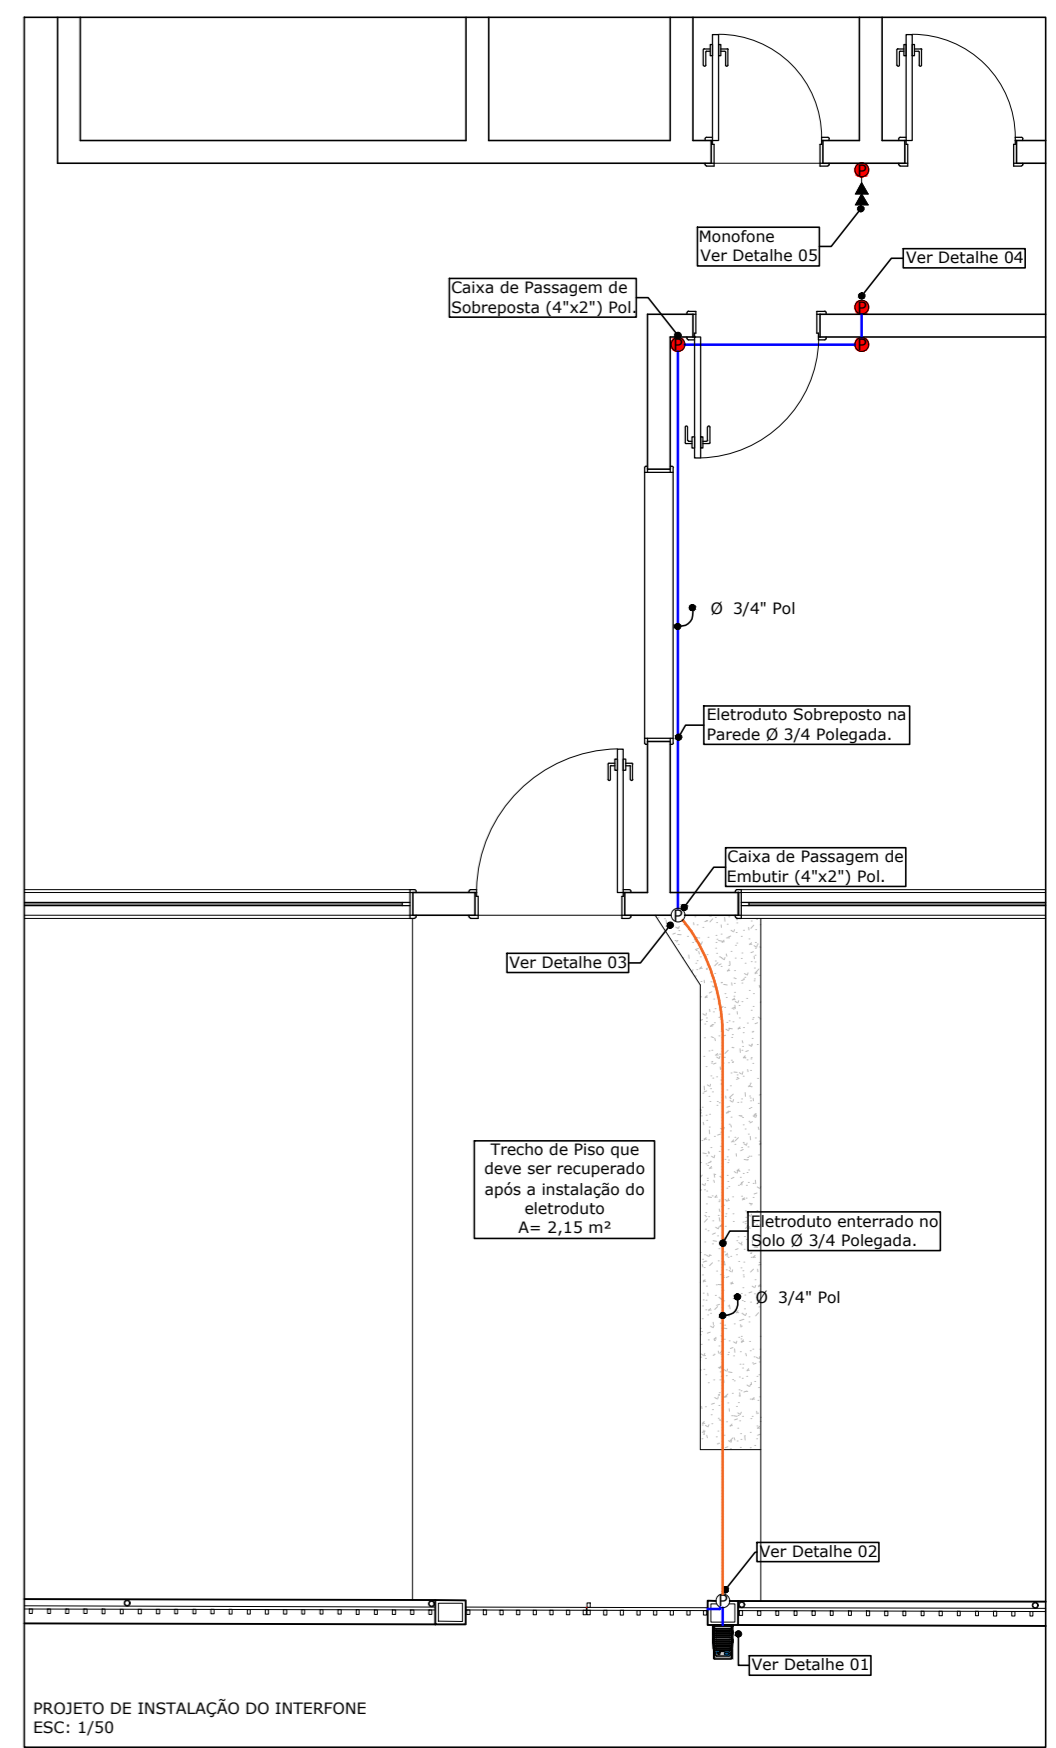 Monofone
Ver Detalhe 05
Ver Detalhe 04
Caixa de Passagem de
Sobreposta (4"x2") Pol.
P
P
P
P
Ø 3/4" Pol
Eletroduto Sobreposto na
Parede Ø 3/4 Polegada.
Caixa de Passagem de
Embutir (4"x2") Pol.
P
Ver Detalhe 03
Trecho de Piso que
deve ser recuperado
após a instalação do
eletroduto
A= 2,15 m²
Eletroduto enterrado no
Solo Ø 3/4 Polegada.
Ø 3/4" Pol
Ver Detalhe 02
P
Ver Detalhe 01
PROJETO DE INSTALAÇÃO DO INTERFONE
ESC: 1/50